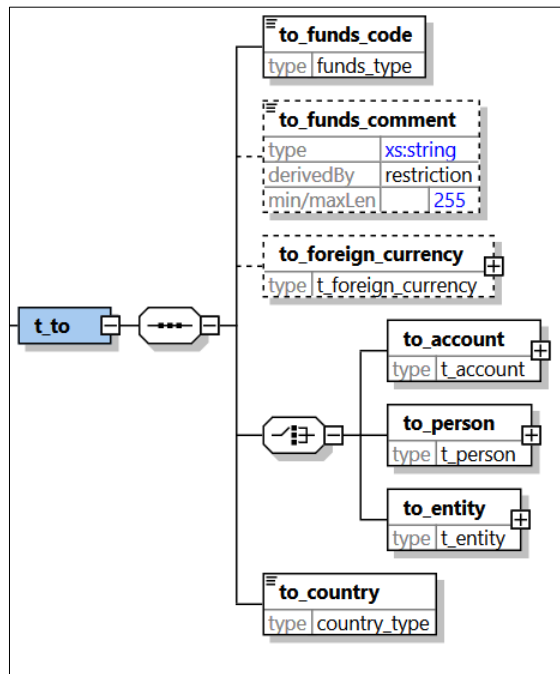 to_funds_code
type funds_type
to_funds_comment
type xs:string
derivedBy restriction
min/maxLen 255
to_foreign_currency
type t_foreign_currency
t_to
to_account
type t_account
to_person
type t_person
to_entity
type t_entity
to_country
type country_type